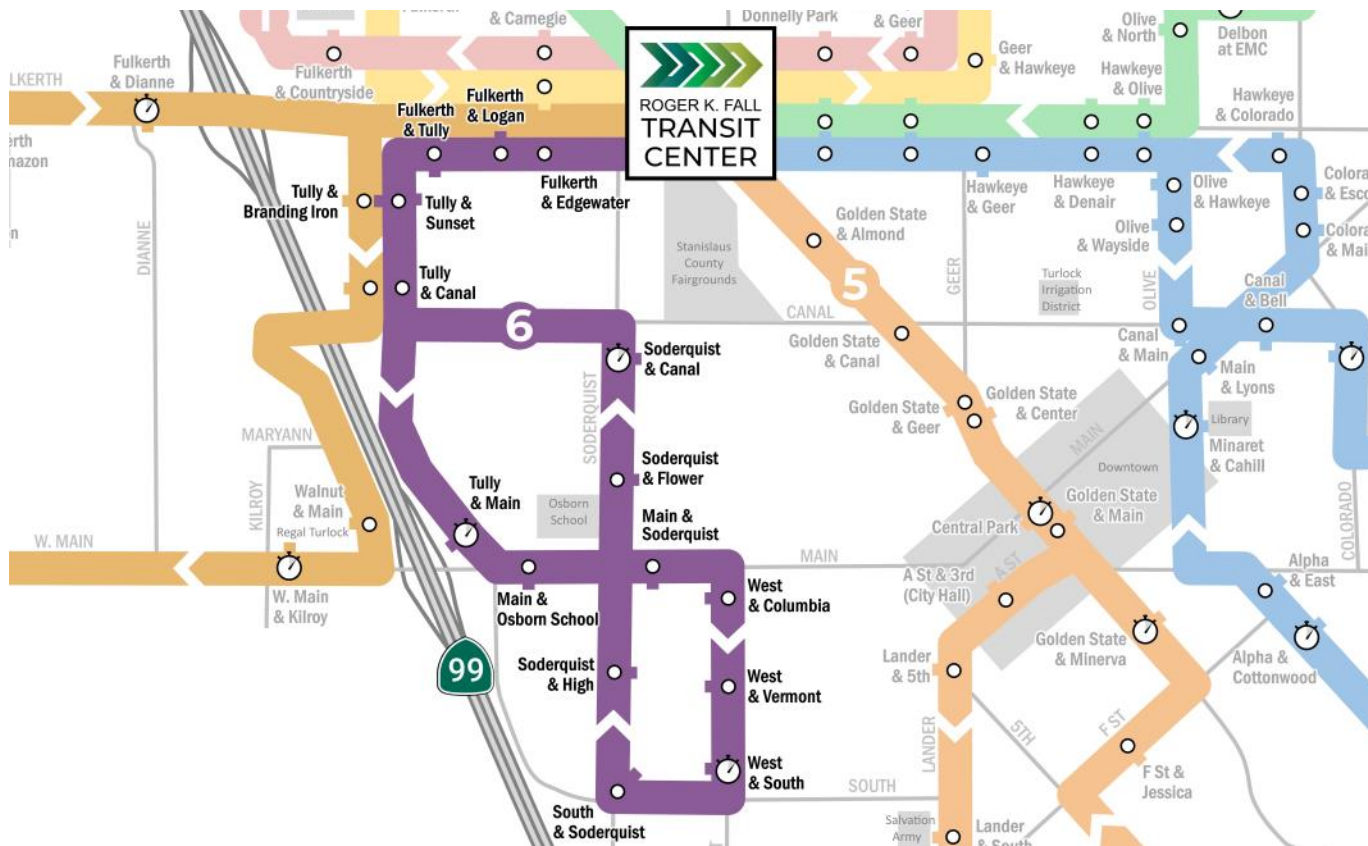 & Carnegie
Donnelly Park
& Geer
Olive
& North
Delbon
at EMC
Geer
& Hawkeye
Hawkeye
& Olive
Hawkeye
& Colorado
Fulkerth
& Dianne
Fulkerth
& Countryside
Fulkerth
& Tully
Fulkerth
& Logan
ROGER K. FALL
TRANSIT
CENTER
Tully &
Branding Iron
Tully &
Sunset
Fulkerth
& Edgewater
Hawkeye
& Geer
Hawkeye
& Denair
Olive
& Hawkeye
Olive
& Wayside
Golden State
& Almond
DIANNE
Stanislaus
County
Fairgrounds
GEER
Turlock
Irrigation
District
OLIVE
Tully
& Canal
5
Canal
& Bell
6
CANAL
Golden State
& Canal
Canal
& Main
Soderquist
& Canal
Main
& Lyons
SODERQUIST
Golden State
& Geer
Golden State
& Center
Library
Minaret
& Cahill
MARYANN
MAIN
Downtown
Soderquist
& Flower
Tully
& Main
KILROY
Walnut
& Main
Regal Turlock
Osborn
School
Main &
Soderquist
Central Park
Golden State
& Main
COLORADO
W. MAIN
MAIN
W. Main
& Kilroy
Main &
Osborn School
West
& Columbia
A ST
A St & 3rd
(City Hall)
Alpha
& East
99
Soderquist
& High
West
& Vermont
Lander
& 5th
Golden State
& Minerva
Alpha &
Cottonwood
LANDER
5TH
F ST
West
& South
SOUTH
F St &
Jessica
South
& Soderquist
Salvation
Army
Lander
& South